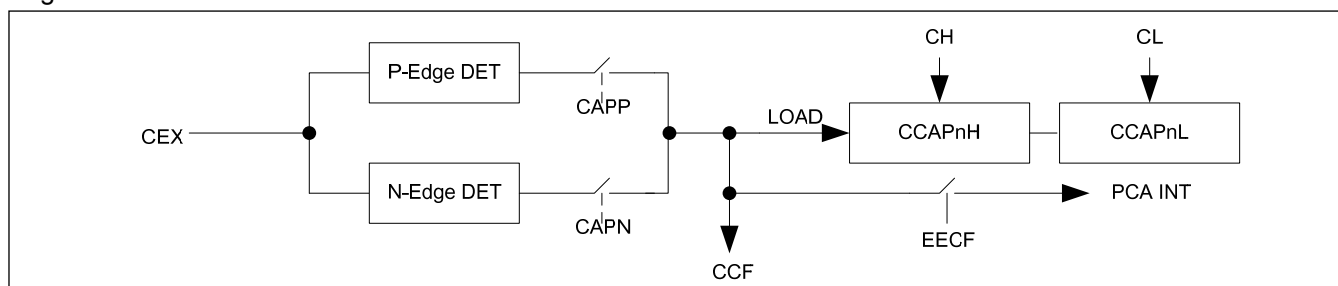 CH
CL
P-Edge DET
CAPP
LOAD
CCAPnH
CCAPnL
CEX
N-Edge DET
CAPN
PCA INT
EECF
CCF